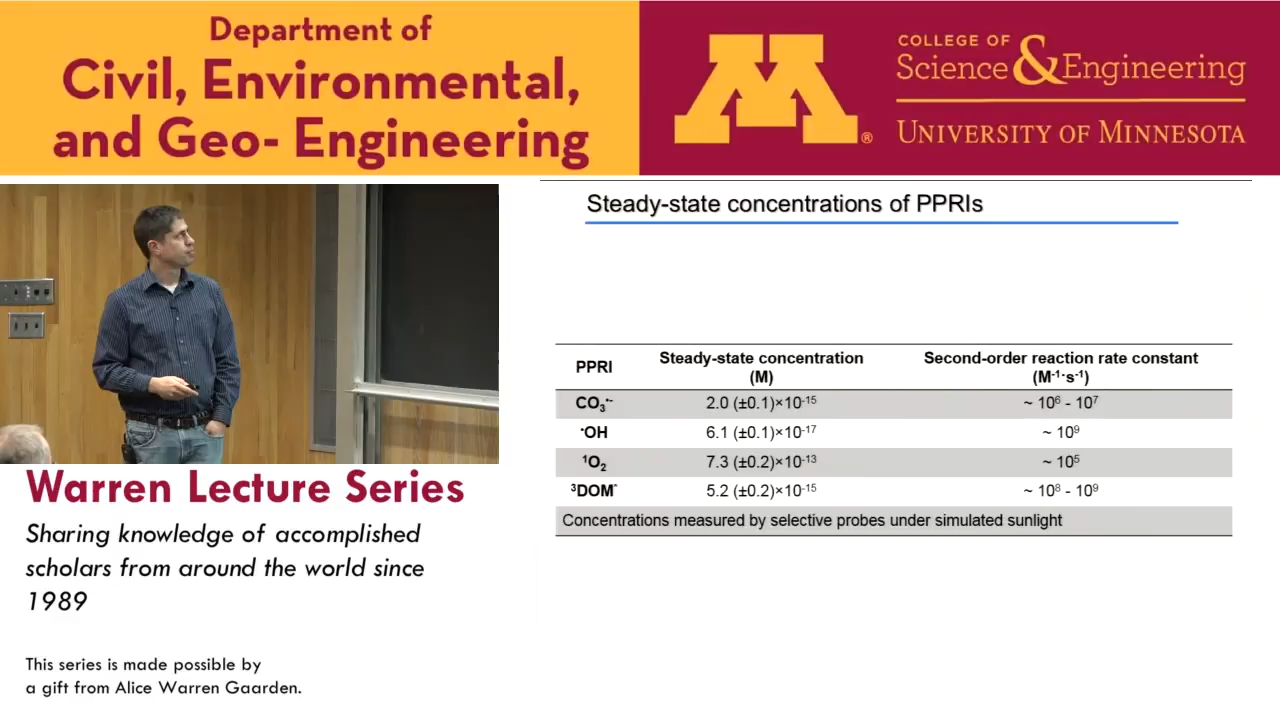 Department of
Civil, Environmental,
and Geo- Engineering
M®
COLLEGE OF
Science & Engineering
UNIVERSITY OF MINNESOTA
Steady-state concentrations of PPRIs
PPRI Steady-state concentration (M) Second-order reaction rate constant (M⁻¹·s⁻¹)
CO₃•⁻ 2.0 (±0.1)×10⁻¹⁵ ~ 10⁶ - 10⁷
•OH 6.1 (±0.1)×10⁻¹⁷ ~ 10⁹
¹O₂ 7.3 (±0.2)×10⁻¹³ ~ 10⁵
³DOM* 5.2 (±0.2)×10⁻¹⁵ ~ 10⁸ - 10⁹
Concentrations measured by selective probes under simulated sunlight
Warren Lecture Series
Sharing knowledge of accomplished
scholars from around the world since
1989
This series is made possible by
a gift from Alice Warren Gaarden.